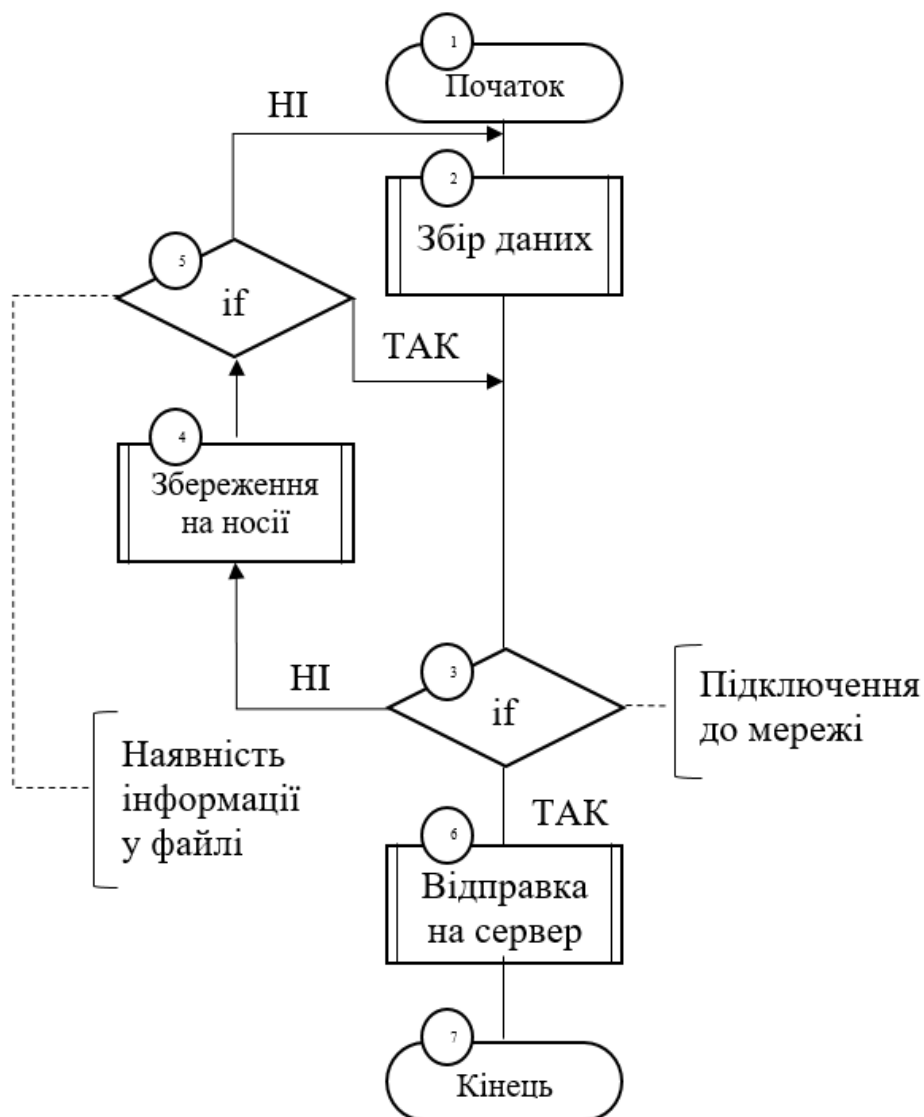 1
Початок
НІ
2
Збір даних
5
if
ТАК
4
Збереження
на носії
3
if
НІ
Підключення
до мережі
Наявність
інформації
у файлі
ТАК
6
Відправка
на сервер
7
Кінець